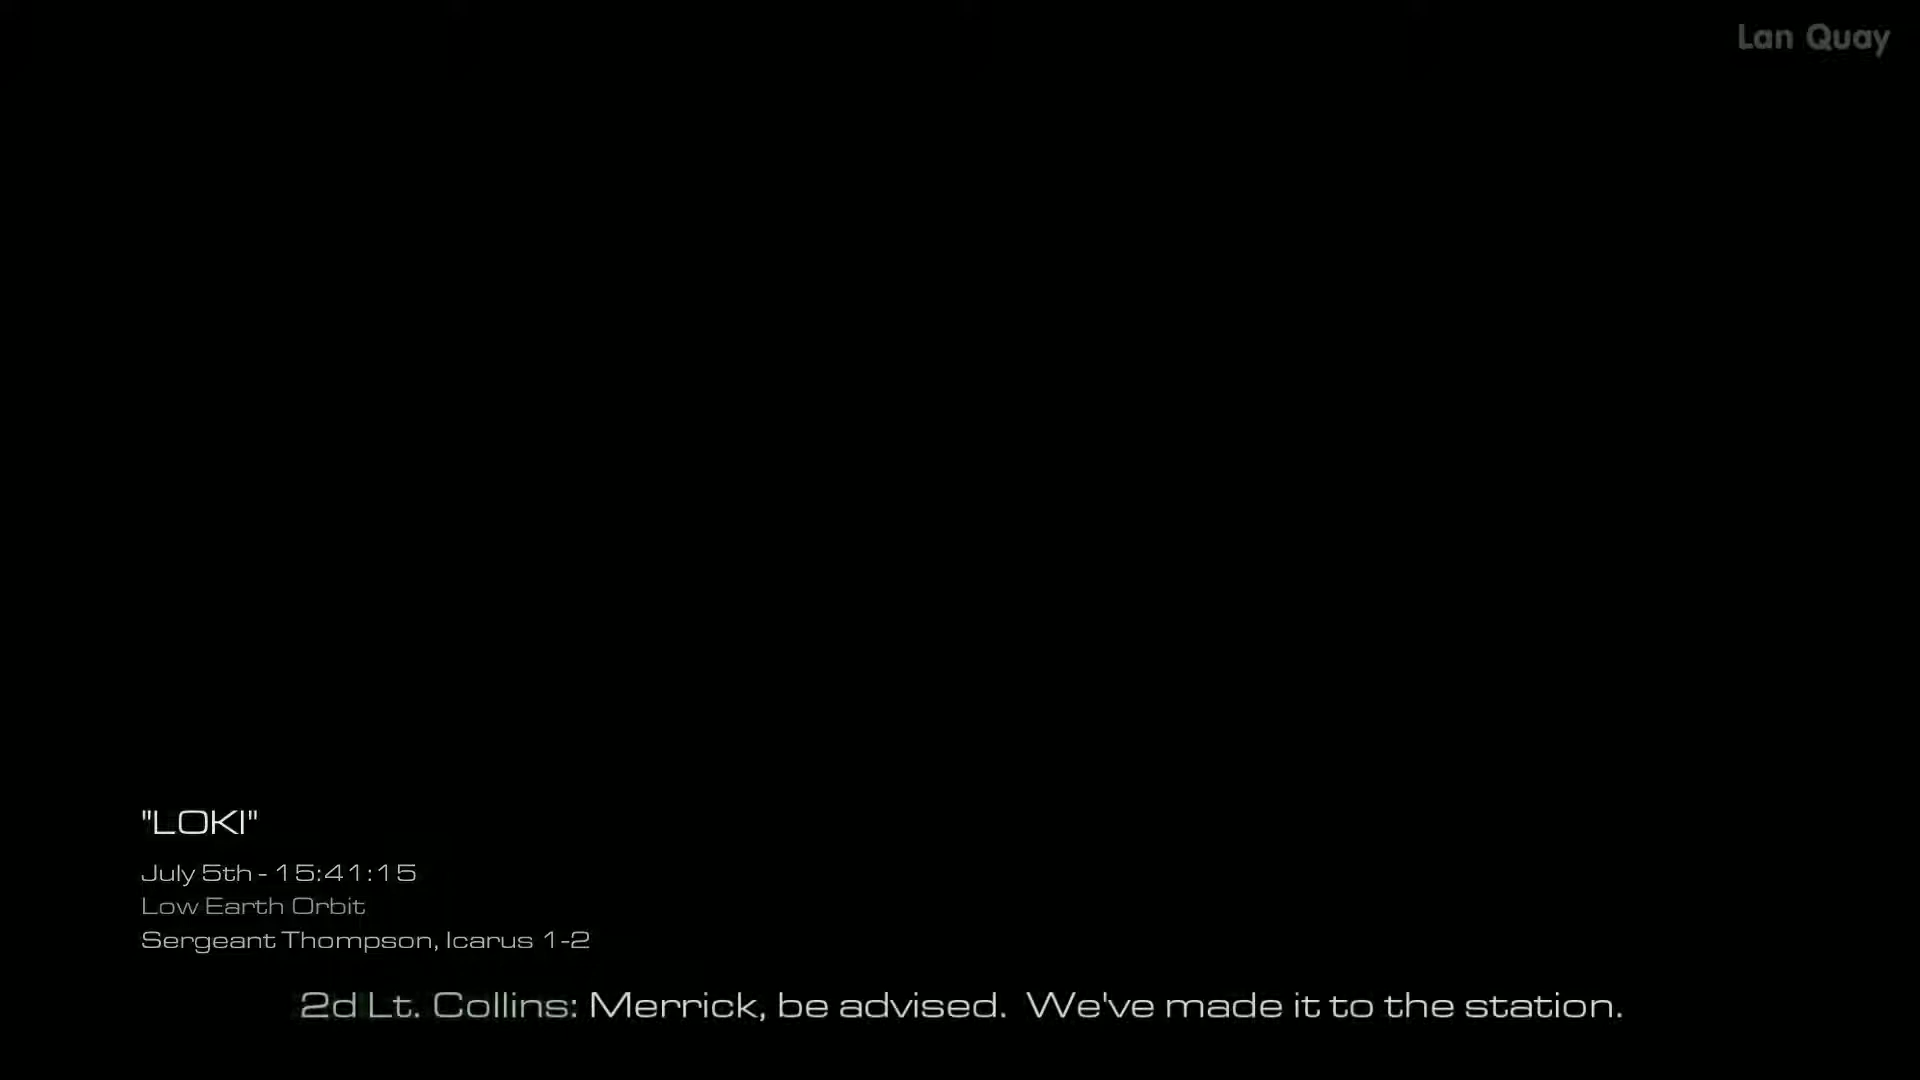 Lan Quay
"LOKI"
July 5th - 15:41:15
Low Earth Orbit
Sergeant Thompson, Icarus 1-2
2d Lt. Collins: Merrick, be advised.  We've made it to the station.